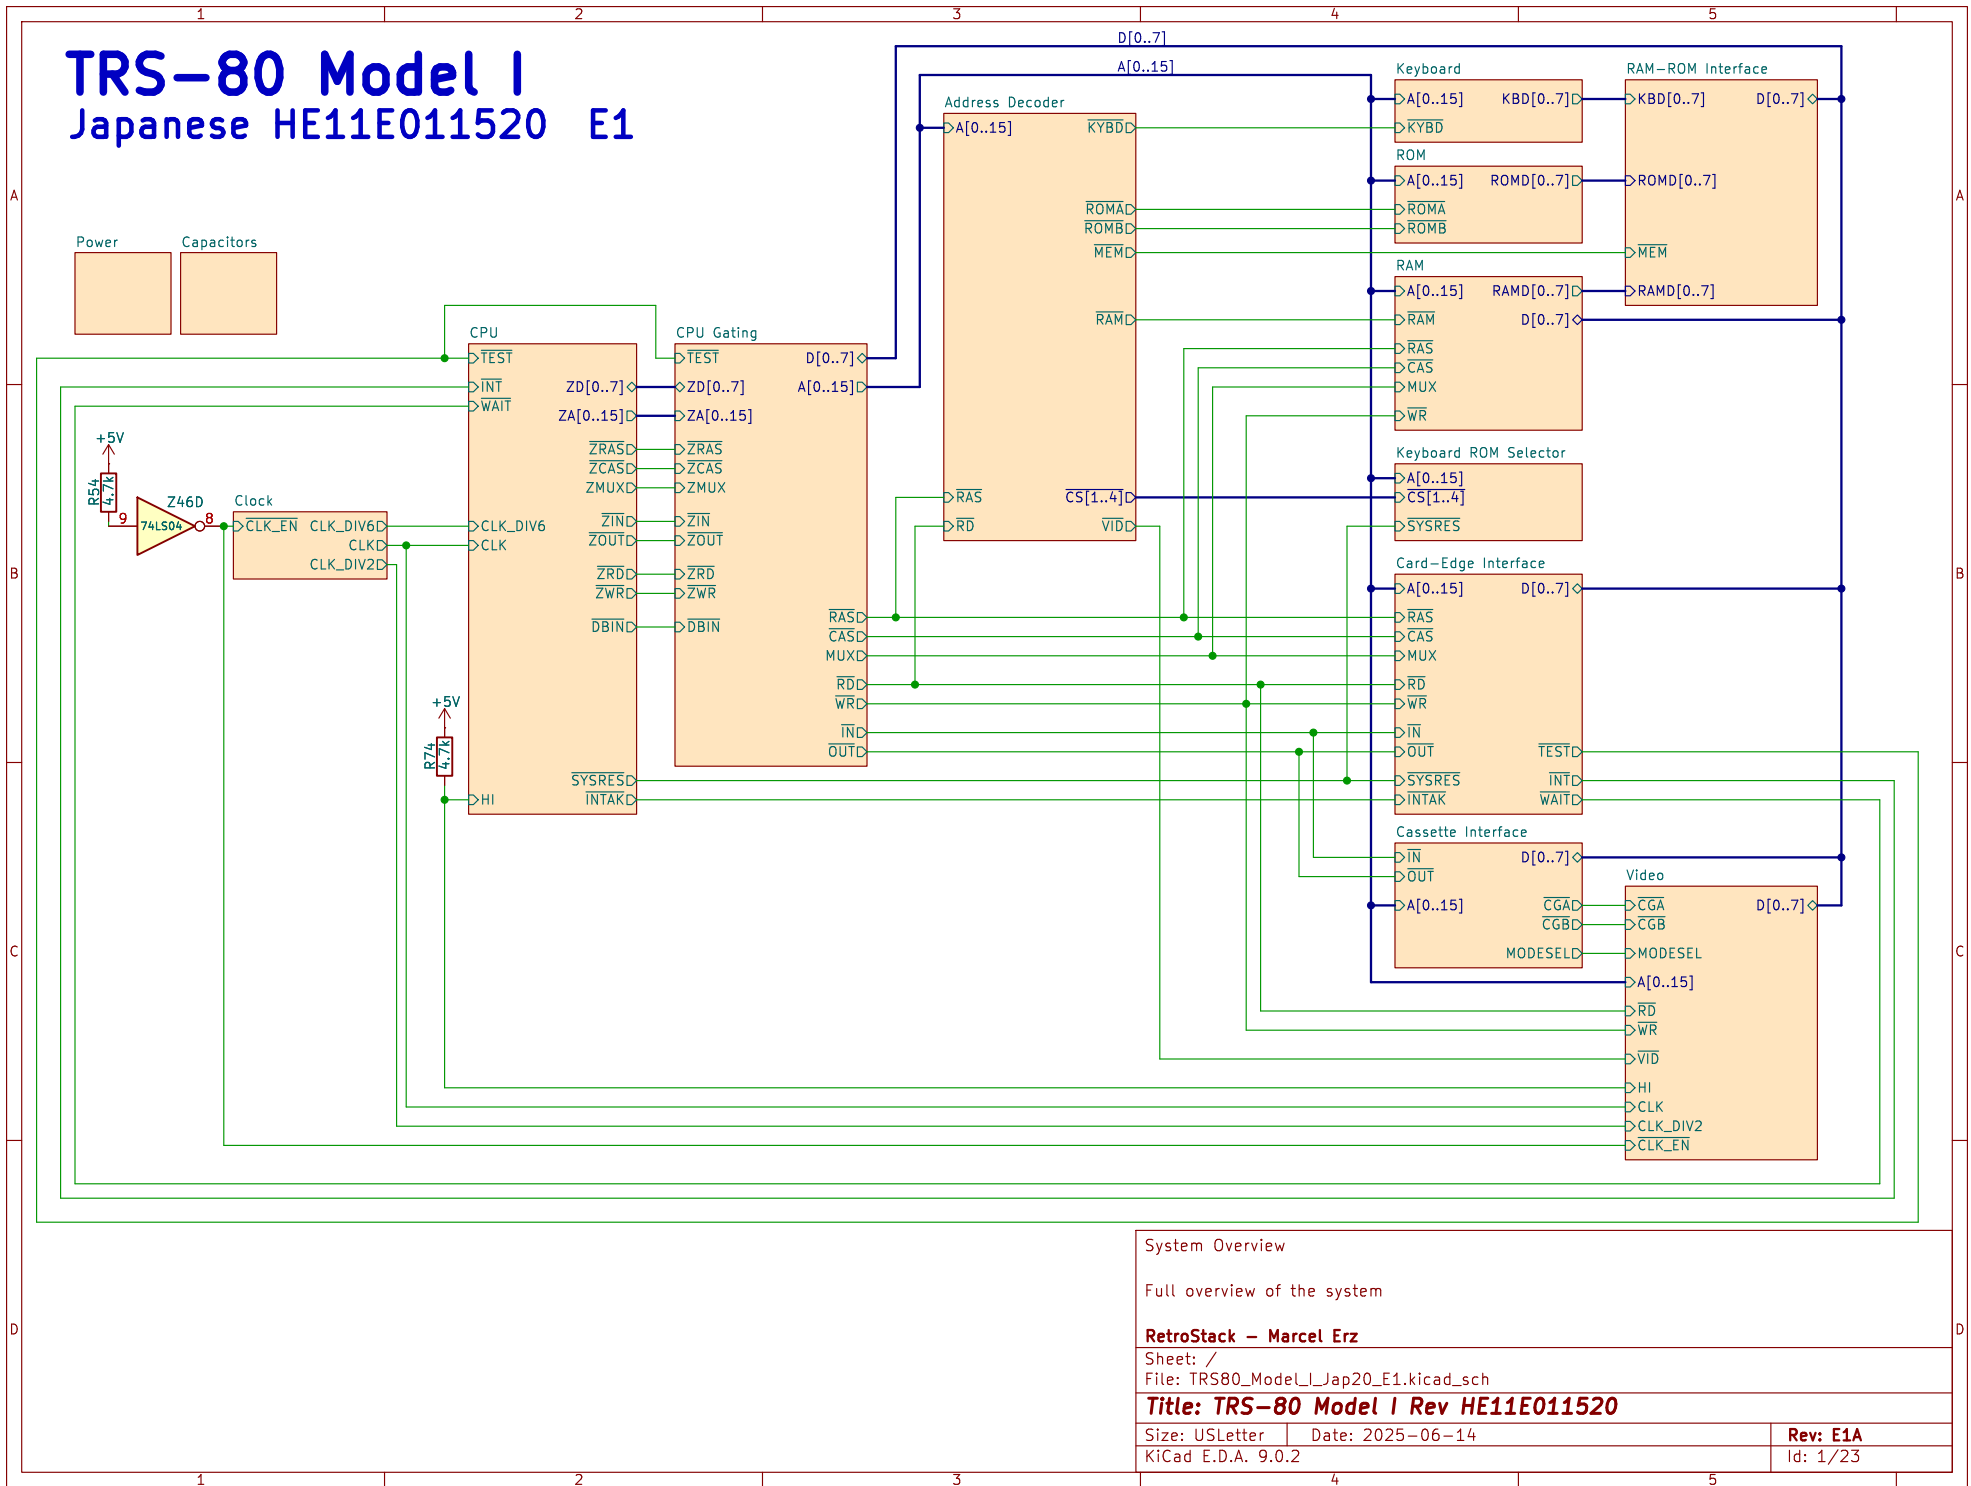 1 2 3 4 5
TRS-80 Model I
Japanese HE11E011520 E1
D[0..7]
A[0..15]
A
A
B
B
C
C
D
D
Power
Capacitors
+5V
R54
4.7k
9
74LS04
8
Z46D
Clock
CLK_EN
CLK_DIV6
CLK
CLK_DIV2
+5V
R74
4.7k
CPU
TEST
INT
WAIT
CLK_DIV6
CLK
HI
ZD[0..7]
ZA[0..15]
ZRAS
ZCAS
ZMUX
ZIN
ZOUT
ZRD
ZWR
DBIN
SYSRES
INTAK
CPU Gating
TEST
ZD[0..7]
ZA[0..15]
ZRAS
ZCAS
ZMUX
ZIN
ZOUT
ZRD
ZWR
DBIN
D[0..7]
A[0..15]
RAS
CAS
MUX
RD
WR
IN
OUT
Address Decoder
A[0..15]
RAS
RD
KYBD
ROMA
ROMB
MEM
RAM
CS[1..4]
VID
Keyboard
A[0..15]
KYBD
KBD[0..7]
ROM
A[0..15]
ROMA
ROMB
ROMD[0..7]
RAM
A[0..15]
RAM
RAS
CAS
MUX
WR
RAMD[0..7]
D[0..7]
RAM-ROM Interface
KBD[0..7]
ROMD[0..7]
MEM
RAMD[0..7]
D[0..7]
Keyboard ROM Selector
A[0..15]
CS[1..4]
SYSRES
Card-Edge Interface
A[0..15]
RAS
CAS
MUX
RD
WR
IN
OUT
SYSRES
INTAK
D[0..7]
TEST
INT
WAIT
Cassette Interface
IN
OUT
A[0..15]
D[0..7]
CGA
CGB
MODESEL
Video
CGA
CGB
MODESEL
A[0..15]
RD
WR
VID
HI
CLK
CLK_DIV2
CLK_EN
D[0..7]
System Overview
Full overview of the system
RetroStack - Marcel Erz
Sheet: /
File: TRS80_Model_I_Jap20_E1.kicad_sch
Title: TRS-80 Model I Rev HE11E011520
Size: USLetter Date: 2025-06-14 Rev: E1A
KiCad E.D.A. 9.0.2 Id: 1/23
1 2 3 4 5